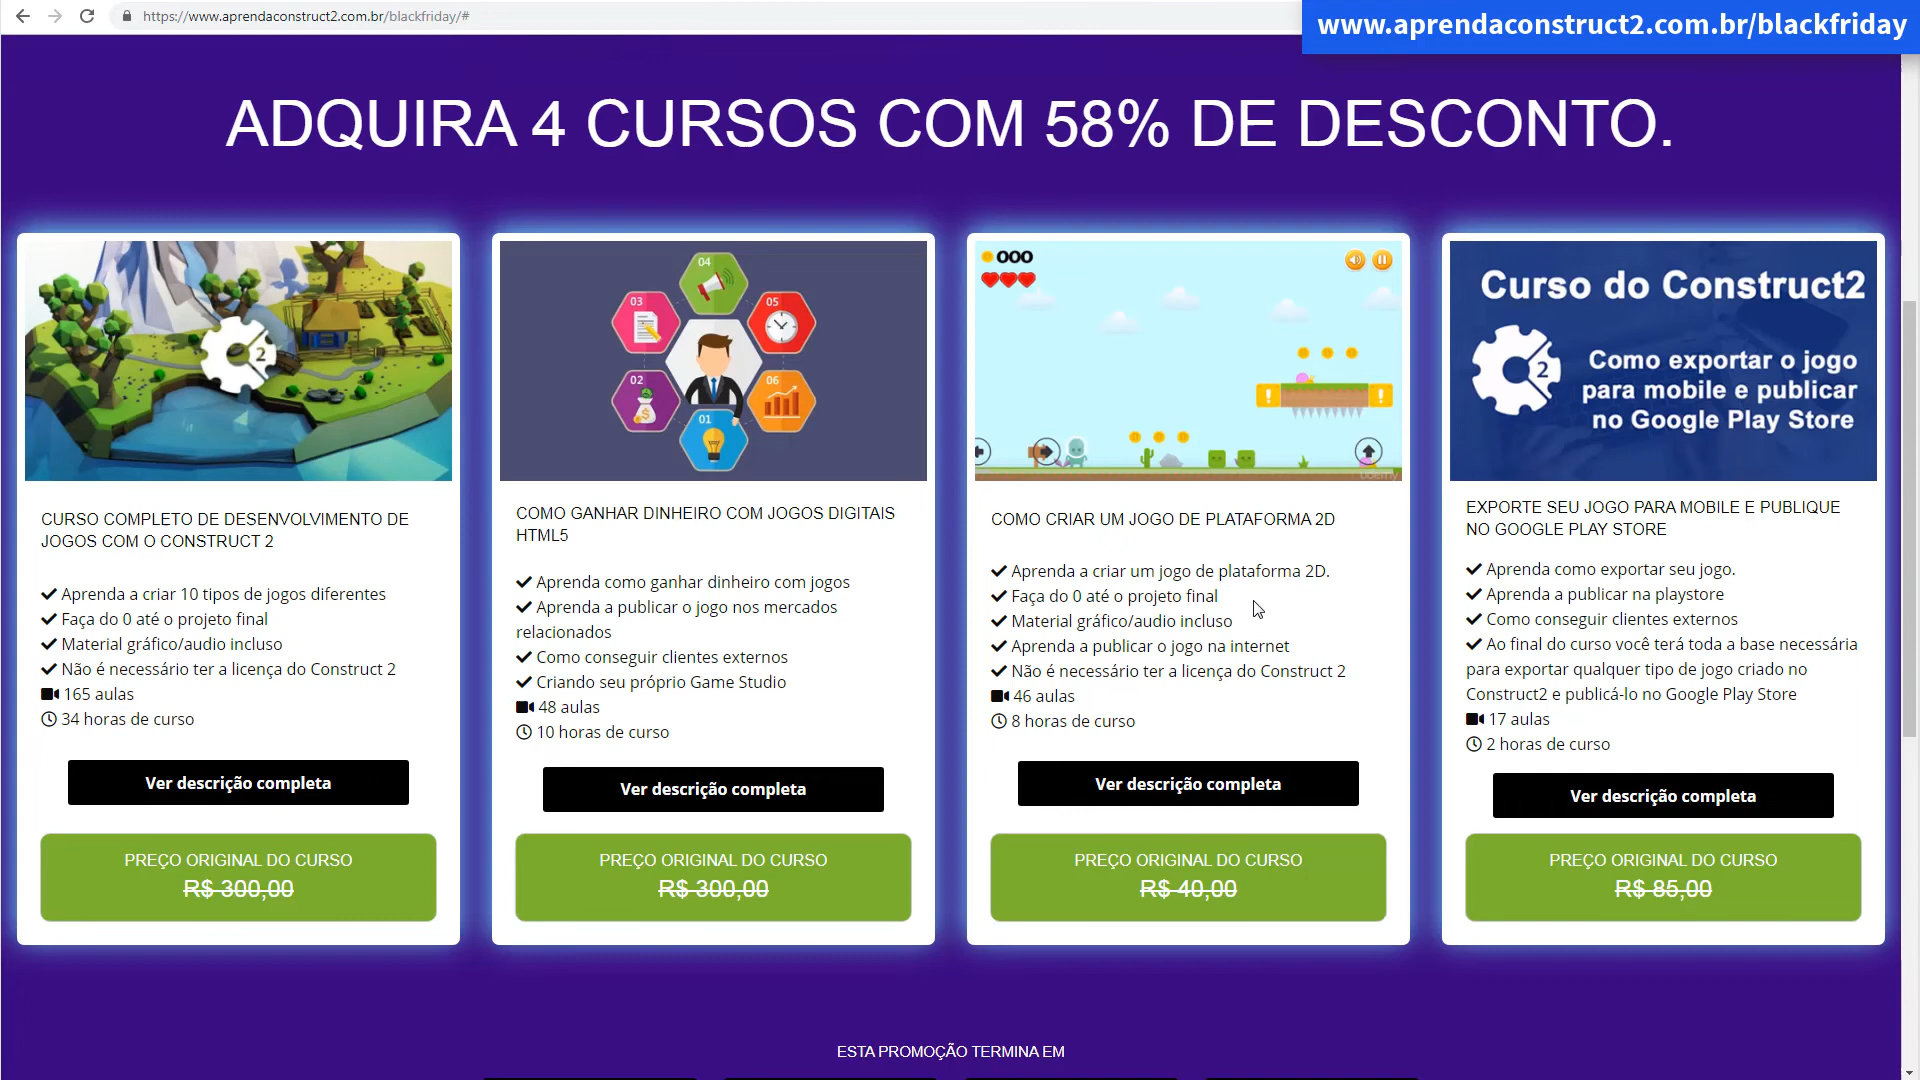 https://www.aprendaconstruct2.com.br/blackfriday/#
www.aprendaconstruct2.com.br/blackfriday
ADQUIRA 4 CURSOS COM 58% DE DESCONTO.
2
CURSO COMPLETO DE DESENVOLVIMENTO DE
JOGOS COM O CONSTRUCT 2
Aprenda a criar 10 tipos de jogos diferentes
Faça do 0 até o projeto final
Material gráfico/audio incluso
Não é necessário ter a licença do Construct 2
165 aulas
34 horas de curso
Ver descrição completa
PREÇO ORIGINAL DO CURSO
R$ 300,00
04
03
05
02
06
01
COMO GANHAR DINHEIRO COM JOGOS DIGITAIS
HTML5
Aprenda como ganhar dinheiro com jogos
Aprenda a publicar o jogo nos mercados
relacionados
Como conseguir clientes externos
Criando seu próprio Game Studio
48 aulas
10 horas de curso
Ver descrição completa
PREÇO ORIGINAL DO CURSO
R$ 300,00
000
udemy
COMO CRIAR UM JOGO DE PLATAFORMA 2D
Aprenda a criar um jogo de plataforma 2D.
Faça do 0 até o projeto final
Material gráfico/audio incluso
Aprenda a publicar o jogo na internet
Não é necessário ter a licença do Construct 2
46 aulas
8 horas de curso
Ver descrição completa
PREÇO ORIGINAL DO CURSO
R$ 40,00
Curso do Construct2
2
Como exportar o jogo
para mobile e publicar
no Google Play Store
EXPORTE SEU JOGO PARA MOBILE E PUBLIQUE
NO GOOGLE PLAY STORE
Aprenda como exportar seu jogo.
Aprenda a publicar na playstore
Como conseguir clientes externos
Ao final do curso você terá toda a base necessária
para exportar qualquer tipo de jogo criado no
Construct2 e publicá-lo no Google Play Store
17 aulas
2 horas de curso
Ver descrição completa
PREÇO ORIGINAL DO CURSO
R$ 85,00
ESTA PROMOÇÃO TERMINA EM